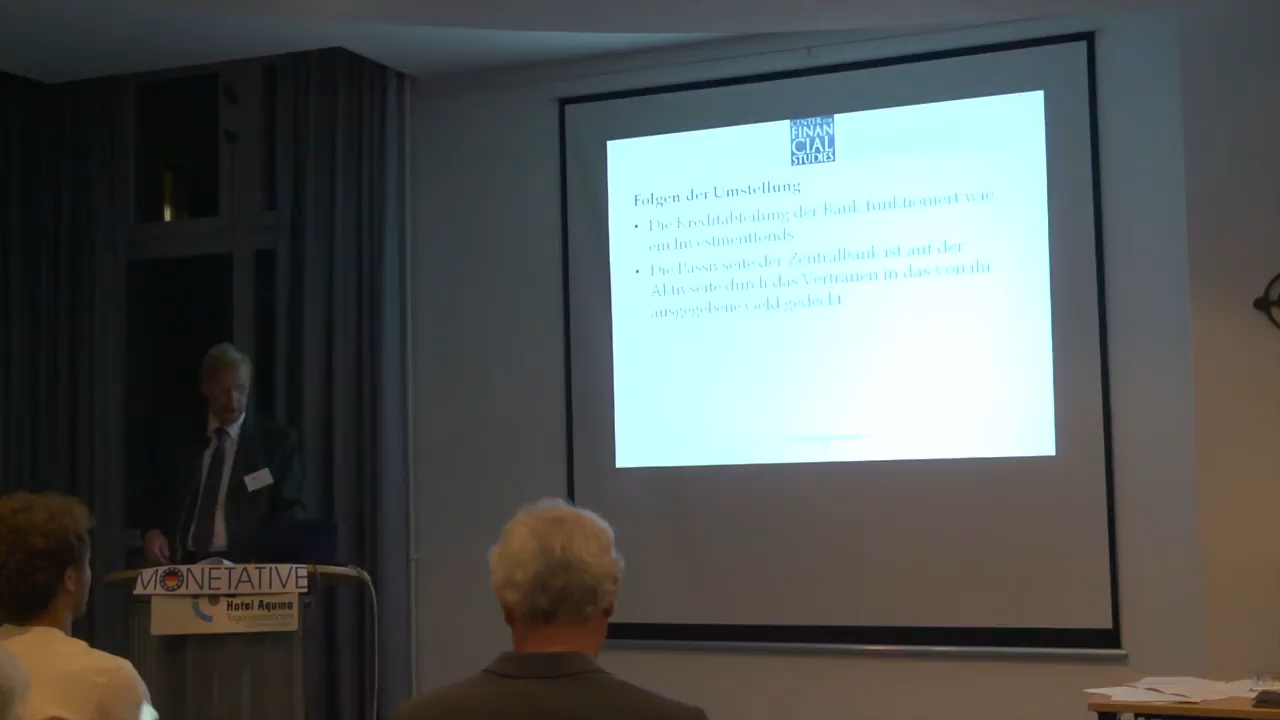 CENTER FOR
FINAN
CIAL
STUDIES
Folgen der Umstellung
• Die Kreditabteilung der Bank funktioniert wie
ein Investmentfonds
• Die Passivseite der Zentralbank ist auf der
Aktivseite durch das Vertrauen in das von ihr
ausgegebene Geld gedeckt
MONETATIVE
Hotel Aquino
Tagungszentrum